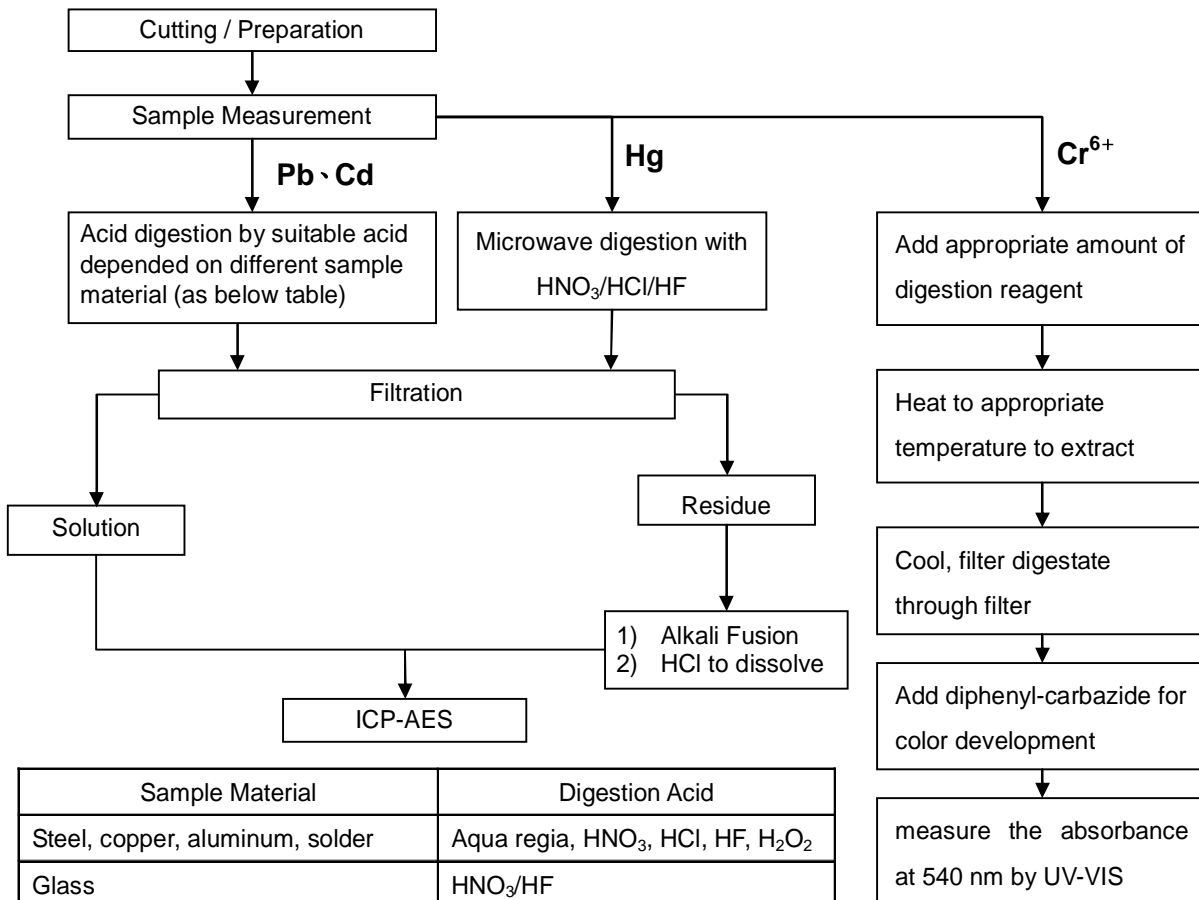 Cutting / Preparation
Sample Measurement
Pb、Cd
Hg
Cr⁶⁺
Acid digestion by suitable acid
depended on different sample
material (as below table)
Microwave digestion with
HNO₃/HCl/HF
Add appropriate amount of
digestion reagent
Filtration
Heat to appropriate
temperature to extract
Solution
Residue
Cool, filter digestate
through filter
1) Alkali Fusion
2) HCl to dissolve
ICP-AES
Add diphenyl-carbazide for
color development
Sample Material Digestion Acid
Steel, copper, aluminum, solder Aqua regia, HNO₃, HCl, HF, H₂O₂
Glass HNO₃/HF
measure the absorbance
at 540 nm by UV-VIS